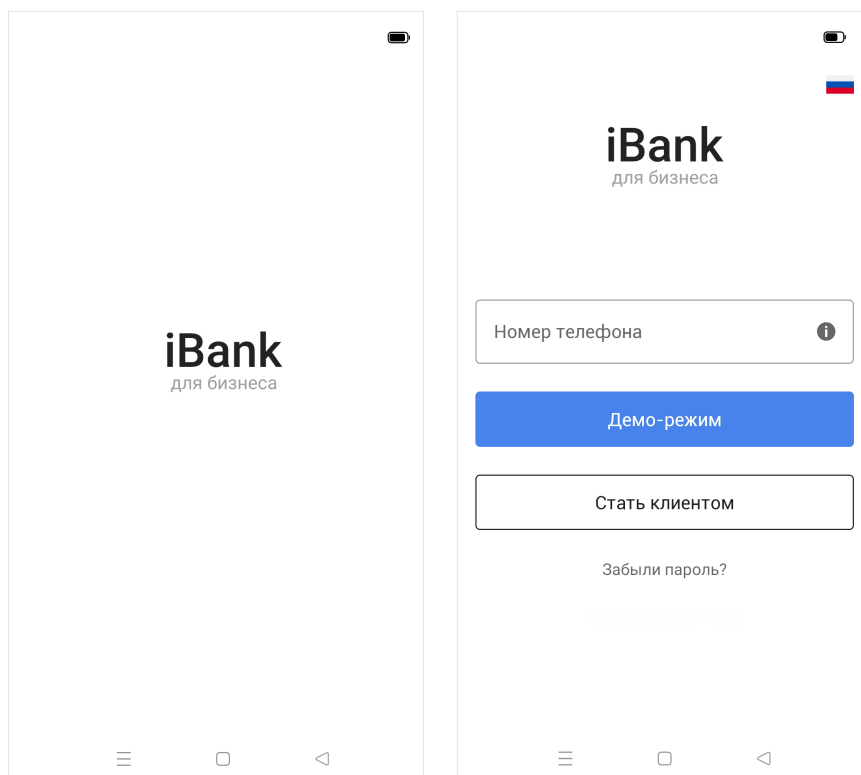 iBank
для бизнеса
iBank
для бизнеса
Номер телефона
Демо-режим
Стать клиентом
Забыли пароль?